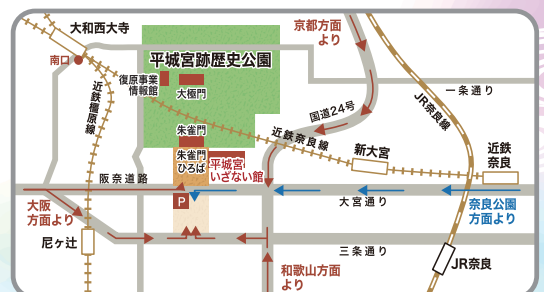 大和西大寺
南口
近鉄橿原線
平城宮跡歴史公園
復原事業
情報館
大極門
朱雀門
朱雀門
ひろば
平城宮
いざない館
京都方面
より
国道24号
JR奈良線
一条通り
近鉄奈良線
新大宮
近鉄
奈良
阪奈道路
P
大宮通り
大阪
方面より
奈良公園
方面より
尼ヶ辻
三条通り
和歌山方面
より
JR奈良